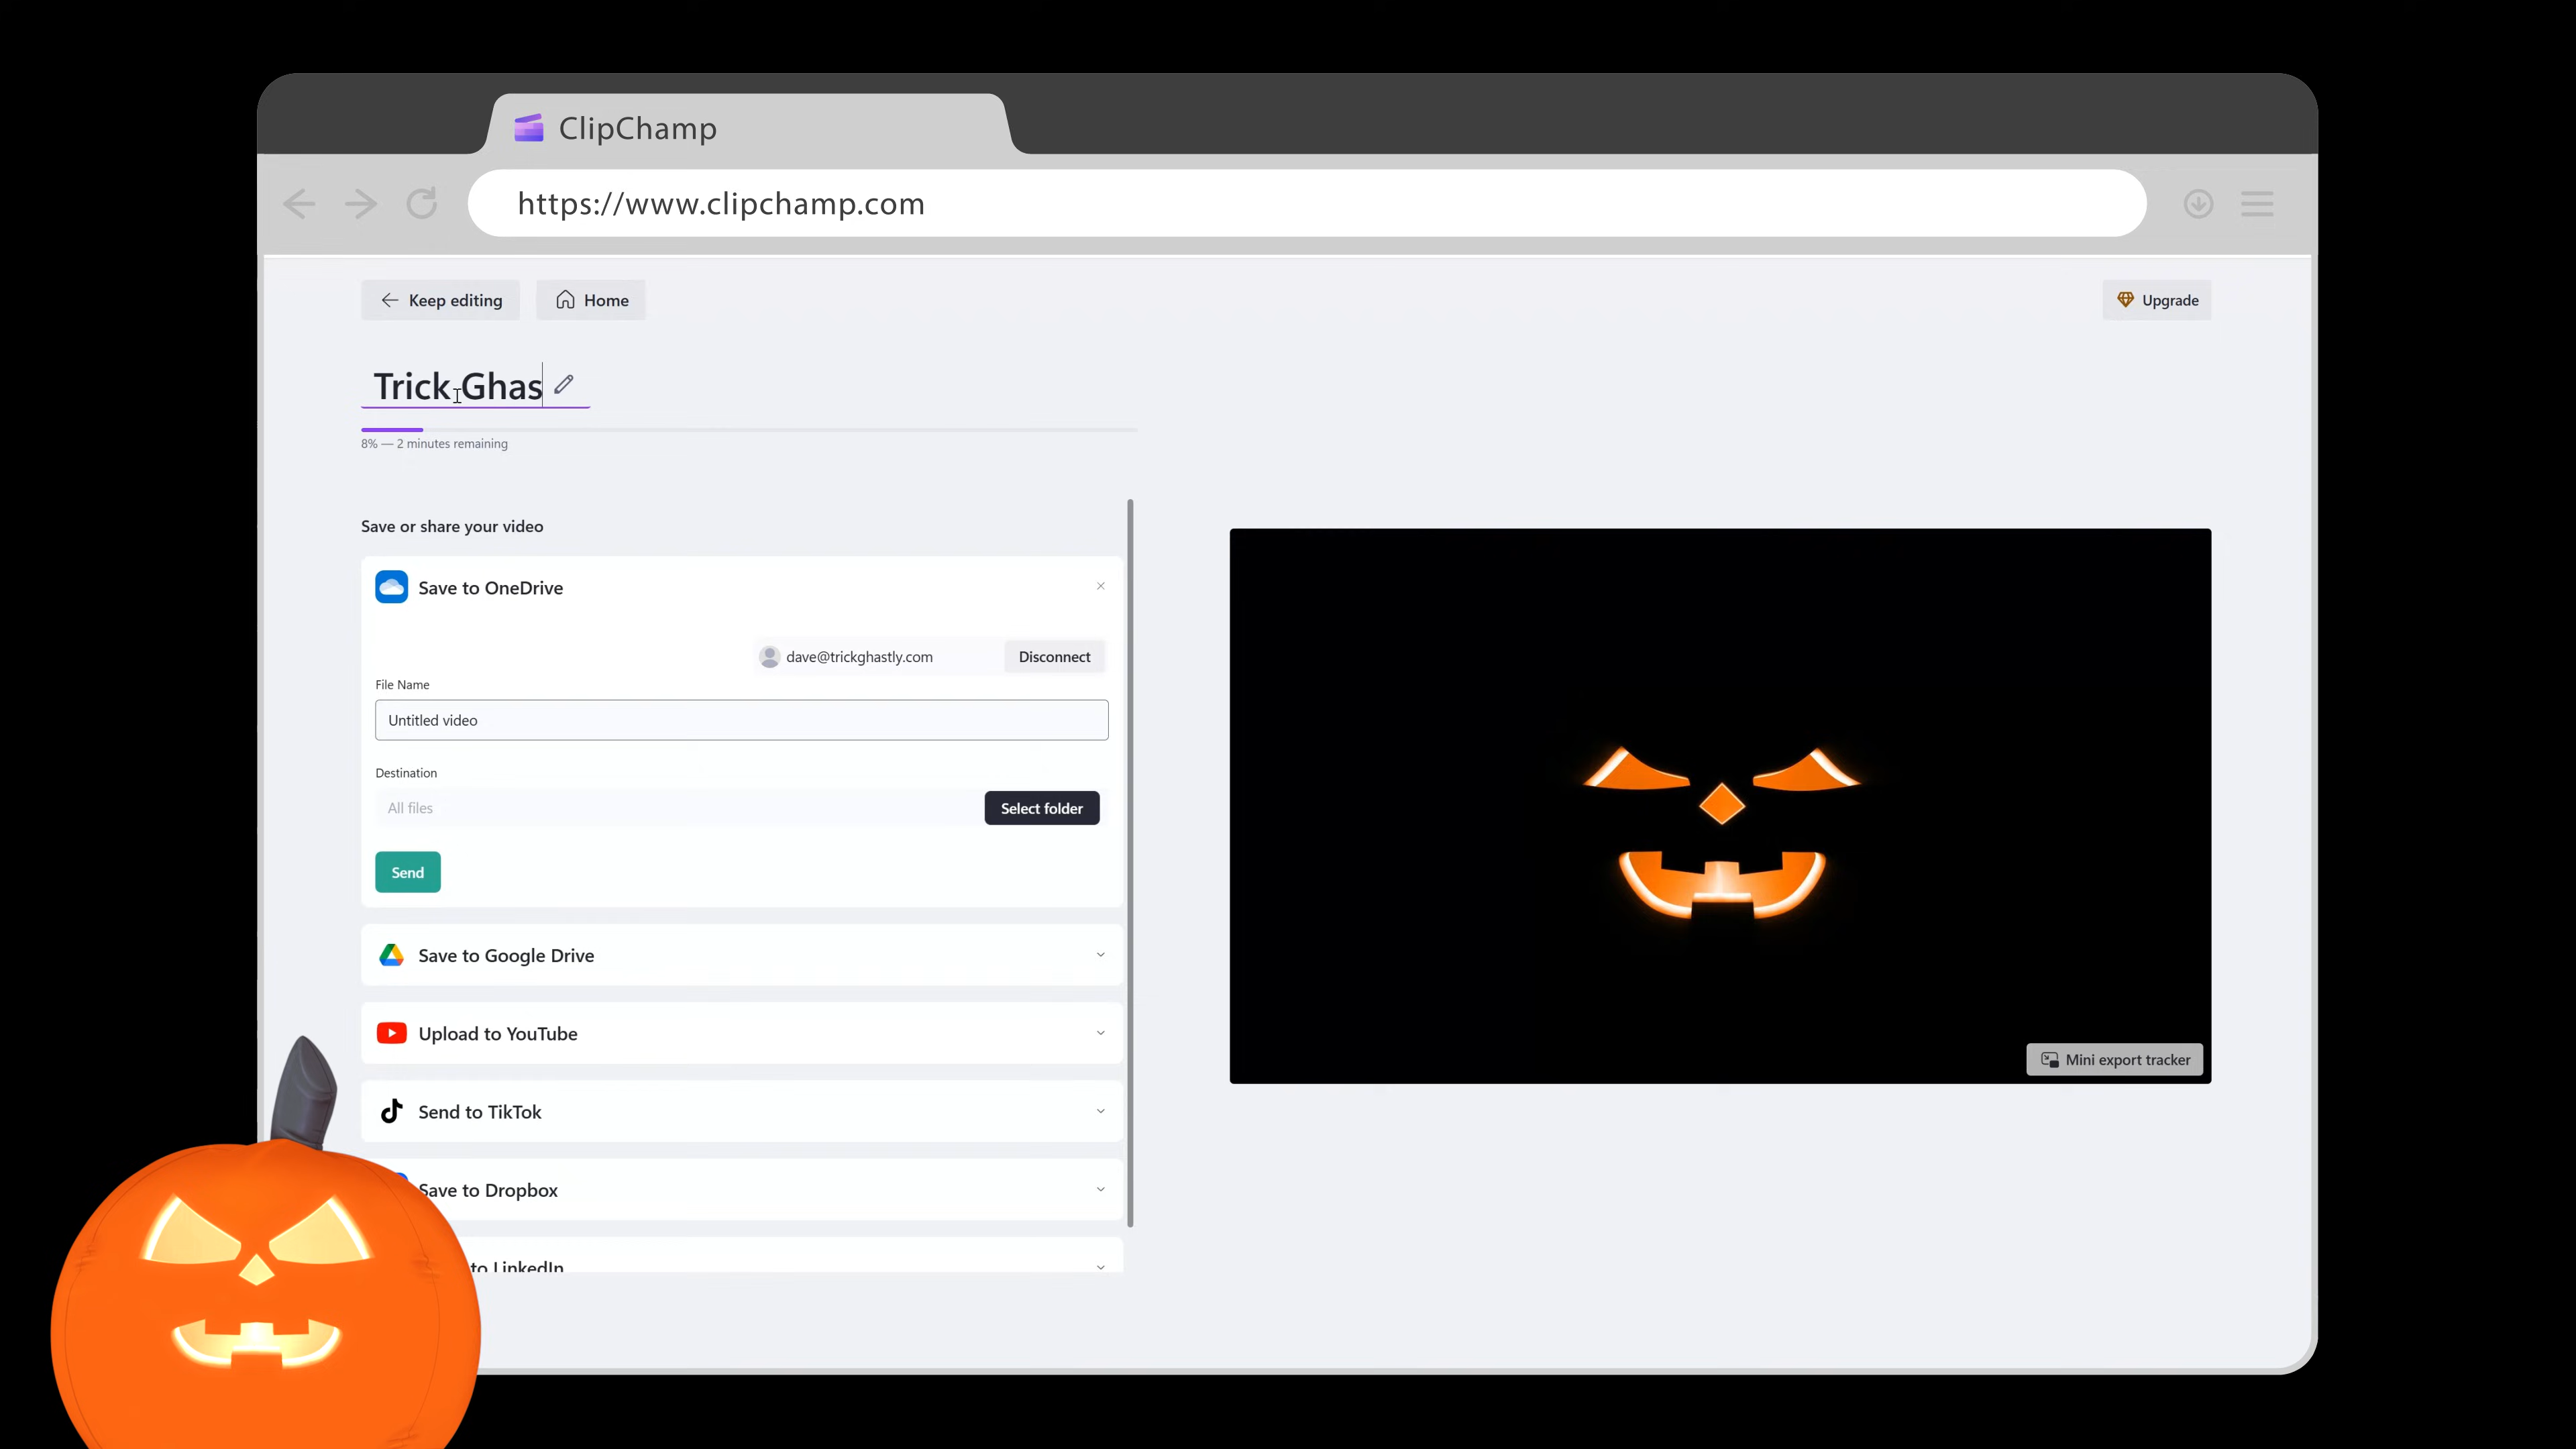 ClipChamp
https://www.clipchamp.com
Keep editing
Home
Upgrade
Trick Ghas
8% — 2 minutes remaining
Save or share your video
Save to OneDrive
dave@trickghastly.com
Disconnect
File Name
Untitled video
Destination
All files
Select folder
Send
Save to Google Drive
Upload to YouTube
Send to TikTok
Save to Dropbox
to LinkedIn
Mini export tracker